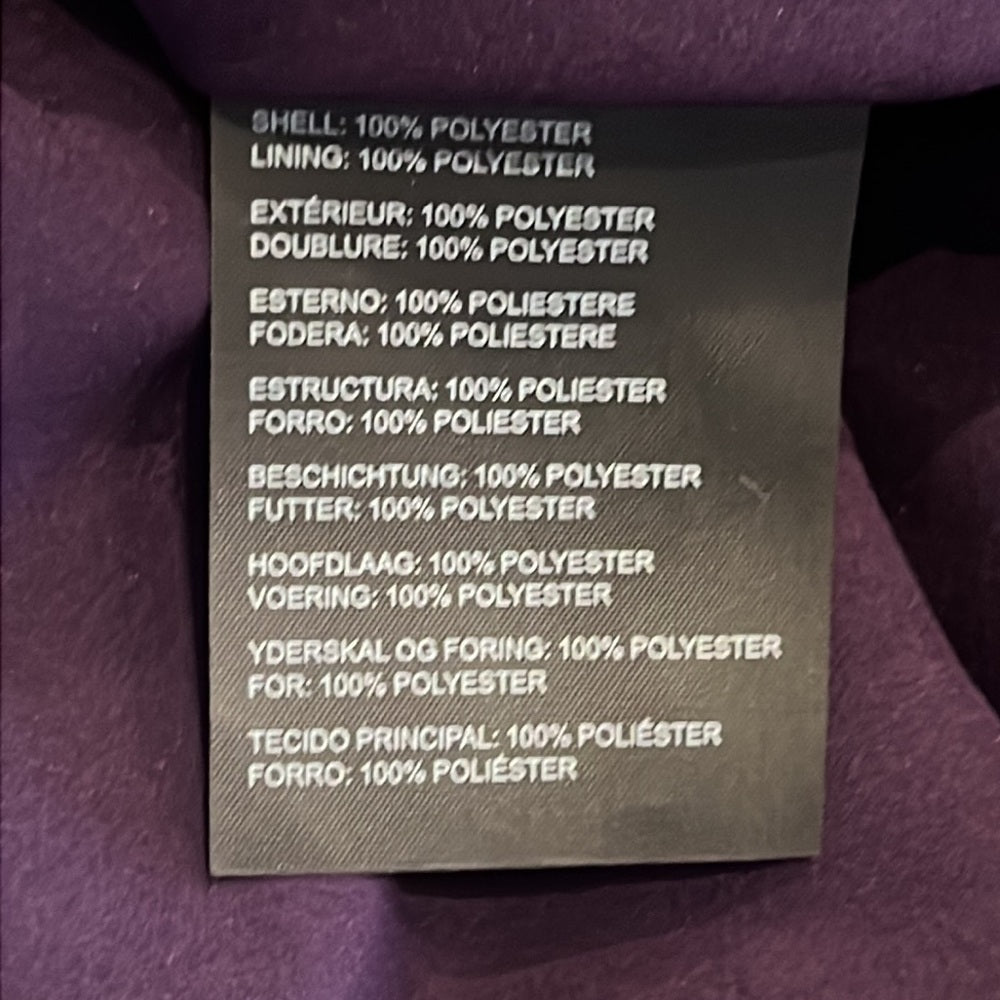 SHELL: 100% POLYESTER
LINING: 100% POLYESTER
EXTÉRIEUR: 100% POLYESTER
DOUBLURE: 100% POLYESTER
ESTERNO: 100% POLIESTERE
FODERA: 100% POLIESTERE
ESTRUCTURA: 100% POLIESTER
FORRO: 100% POLIESTER
BESCHICHTUNG: 100% POLYESTER
FUTTER: 100% POLYESTER
HOOFDLAAG: 100% POLYESTER
VOERING: 100% POLYESTER
YDERSKAL OG FORING: 100% POLYESTER
FOR: 100% POLYESTER
TECIDO PRINCIPAL: 100% POLIÉSTER
FORRO: 100% POLIÉSTER